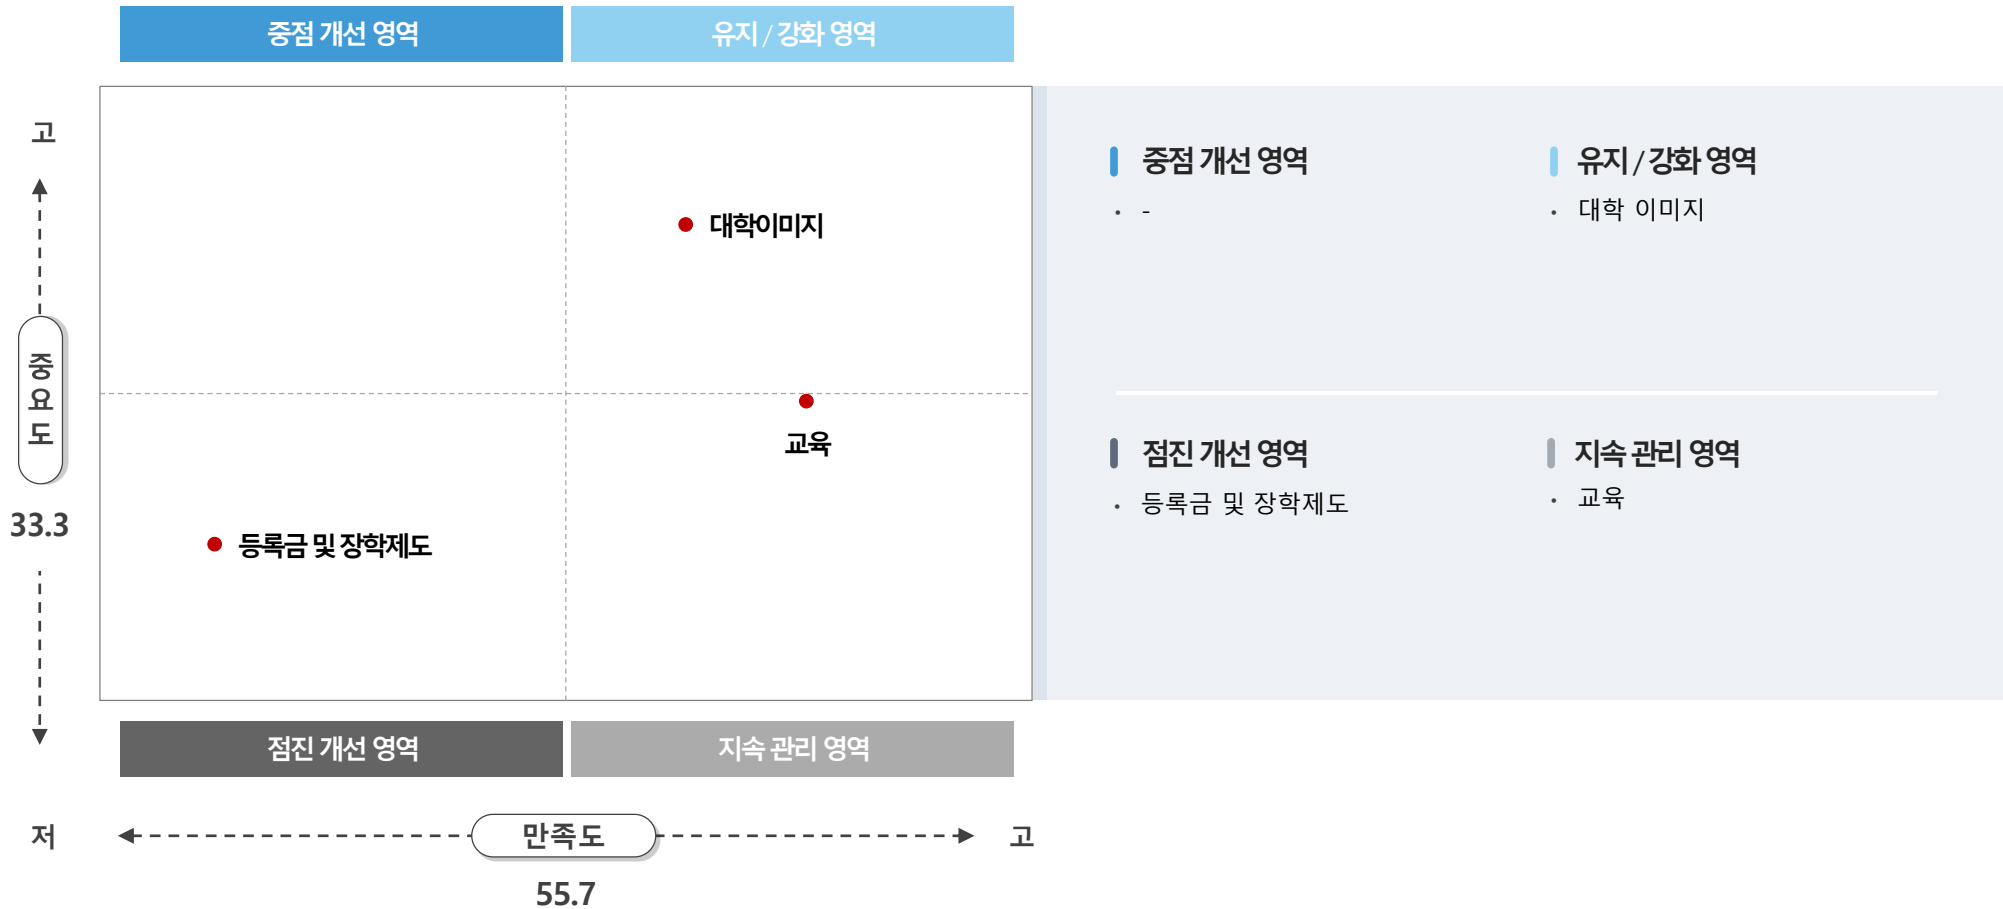 중점 개선 영역
유지 / 강화 영역
고
대학이미지
교육
등록금 및 장학제도
중
요
도
33.3
점진 개선 영역
지속 관리 영역
저
만족도
고
55.7
중점 개선 영역
• -
유지 / 강화 영역
• 대학 이미지
점진 개선 영역
• 등록금 및 장학제도
지속 관리 영역
• 교육